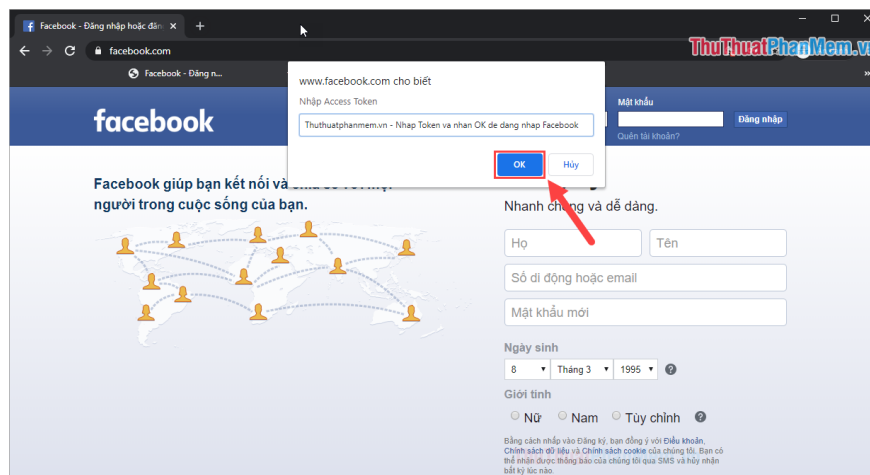 Facebook - Đăng nhập hoặc đăn
facebook.com
ThuThuatPhanMem.v
Facebook - Đăng n...
www.facebook.com cho biết
Nhập Access Token
Thuthuatphanmem.vn - Nhap Token va nhan OK de dang nhap Facebook
OK
Hủy
facebook
Mật khẩu
Đăng nhập
Quên tài khoản?
Facebook giúp bạn kết nối và chia sẻ với mọi
người trong cuộc sống của bạn.
Nhanh chóng và dễ dàng.
Họ
Tên
Số di động hoặc email
Mật khẩu mới
Ngày sinh
8
Tháng 3
1995
Giới tính
Nữ
Nam
Tùy chỉnh
Bằng cách nhấp vào Đăng ký, bạn đồng ý với Điều khoản,
Chính sách dữ liệu và Chính sách cookie của chúng tôi. Bạn có
thể nhận được thông báo của chúng tôi qua SMS và hủy nhận
bất kỳ lúc nào.